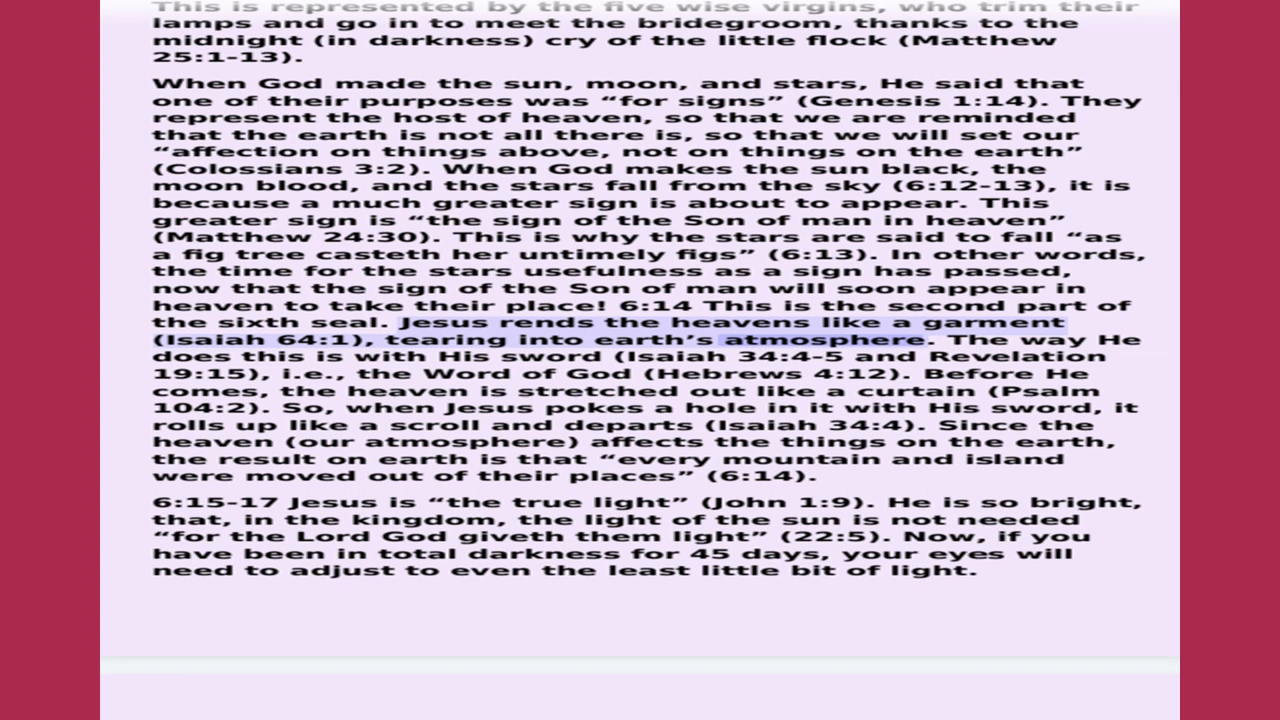 This is represented by the five wise virgins, who trim their
lamps and go in to meet the bridegroom, thanks to the
midnight (in darkness) cry of the little flock (Matthew
25:1-13).
When God made the sun, moon, and stars, He said that
one of their purposes was “for signs” (Genesis 1:14). They
represent the host of heaven, so that we are reminded
that the earth is not all there is, so that we will set our
“affection on things above, not on things on the earth”
(Colossians 3:2). When God makes the sun black, the
moon blood, and the stars fall from the sky (6:12-13), it is
because a much greater sign is about to appear. This
greater sign is “the sign of the Son of man in heaven”
(Matthew 24:30). This is why the stars are said to fall “as
a fig tree casteth her untimely figs” (6:13). In other words,
the time for the stars usefulness as a sign has passed,
now that the sign of the Son of man will soon appear in
heaven to take their place! 6:14 This is the second part of
the sixth seal. Jesus rends the heavens like a garment
(Isaiah 64:1), tearing into earth’s atmosphere. The way He
does this is with His sword (Isaiah 34:4-5 and Revelation
19:15), i.e., the Word of God (Hebrews 4:12). Before He
comes, the heaven is stretched out like a curtain (Psalm
104:2). So, when Jesus pokes a hole in it with His sword, it
rolls up like a scroll and departs (Isaiah 34:4). Since the
heaven (our atmosphere) affects the things on the earth,
the result on earth is that “every mountain and island
were moved out of their places” (6:14).
6:15-17 Jesus is “the true light” (John 1:9). He is so bright,
that, in the kingdom, the light of the sun is not needed
“for the Lord God giveth them light” (22:5). Now, if you
have been in total darkness for 45 days, your eyes will
need to adjust to even the least little bit of light.